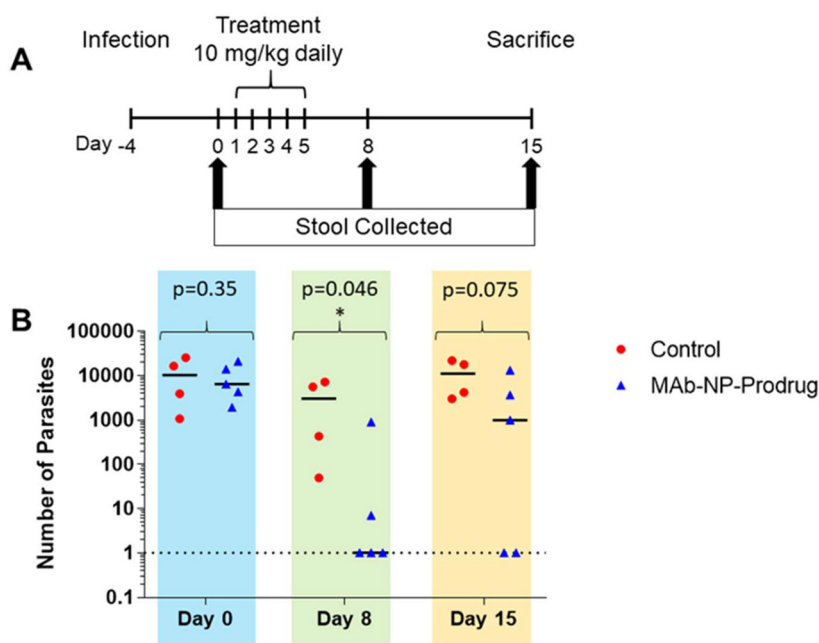 A
Infection
Treatment
10 mg/kg daily
Sacrifice
Day -4 0 1 2 3 4 5 8 15
Stool Collected
B
p=0.35 p=0.046 p=0.075
*
Number of Parasites
100000
10000
1000
100
10
1
0.1
Day 0 Day 8 Day 15
Control
MAb-NP-Prodrug